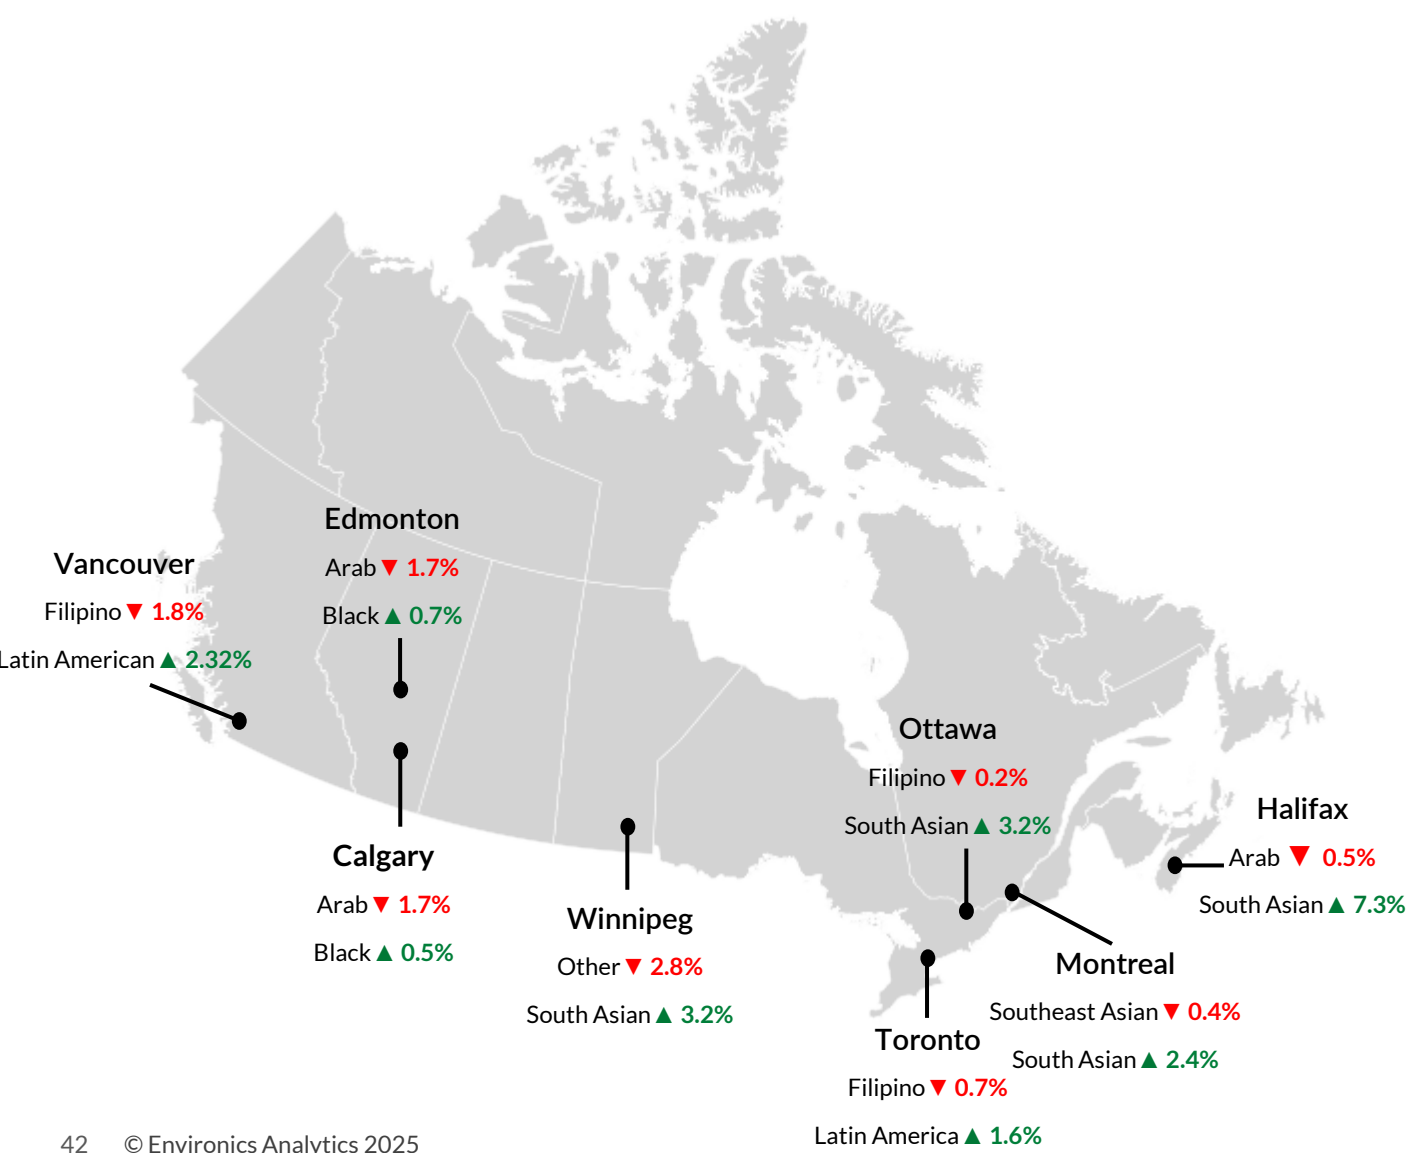 Edmonton
Arab ▼ 1.7%
Black ▲ 0.7%
Vancouver
Filipino ▼ 1.8%
Latin American ▲ 2.32%
Calgary
Arab ▼ 1.7%
Black ▲ 0.5%
Winnipeg
Other ▼ 2.8%
South Asian ▲ 3.2%
Ottawa
Filipino ▼ 0.2%
South Asian ▲ 3.2%
Halifax
Arab ▼ 0.5%
South Asian ▲ 7.3%
Montreal
Southeast Asian ▼ 0.4%
South Asian ▲ 2.4%
Toronto
Filipino ▼ 0.7%
Latin America ▲ 1.6%
42 © Environics Analytics 2025